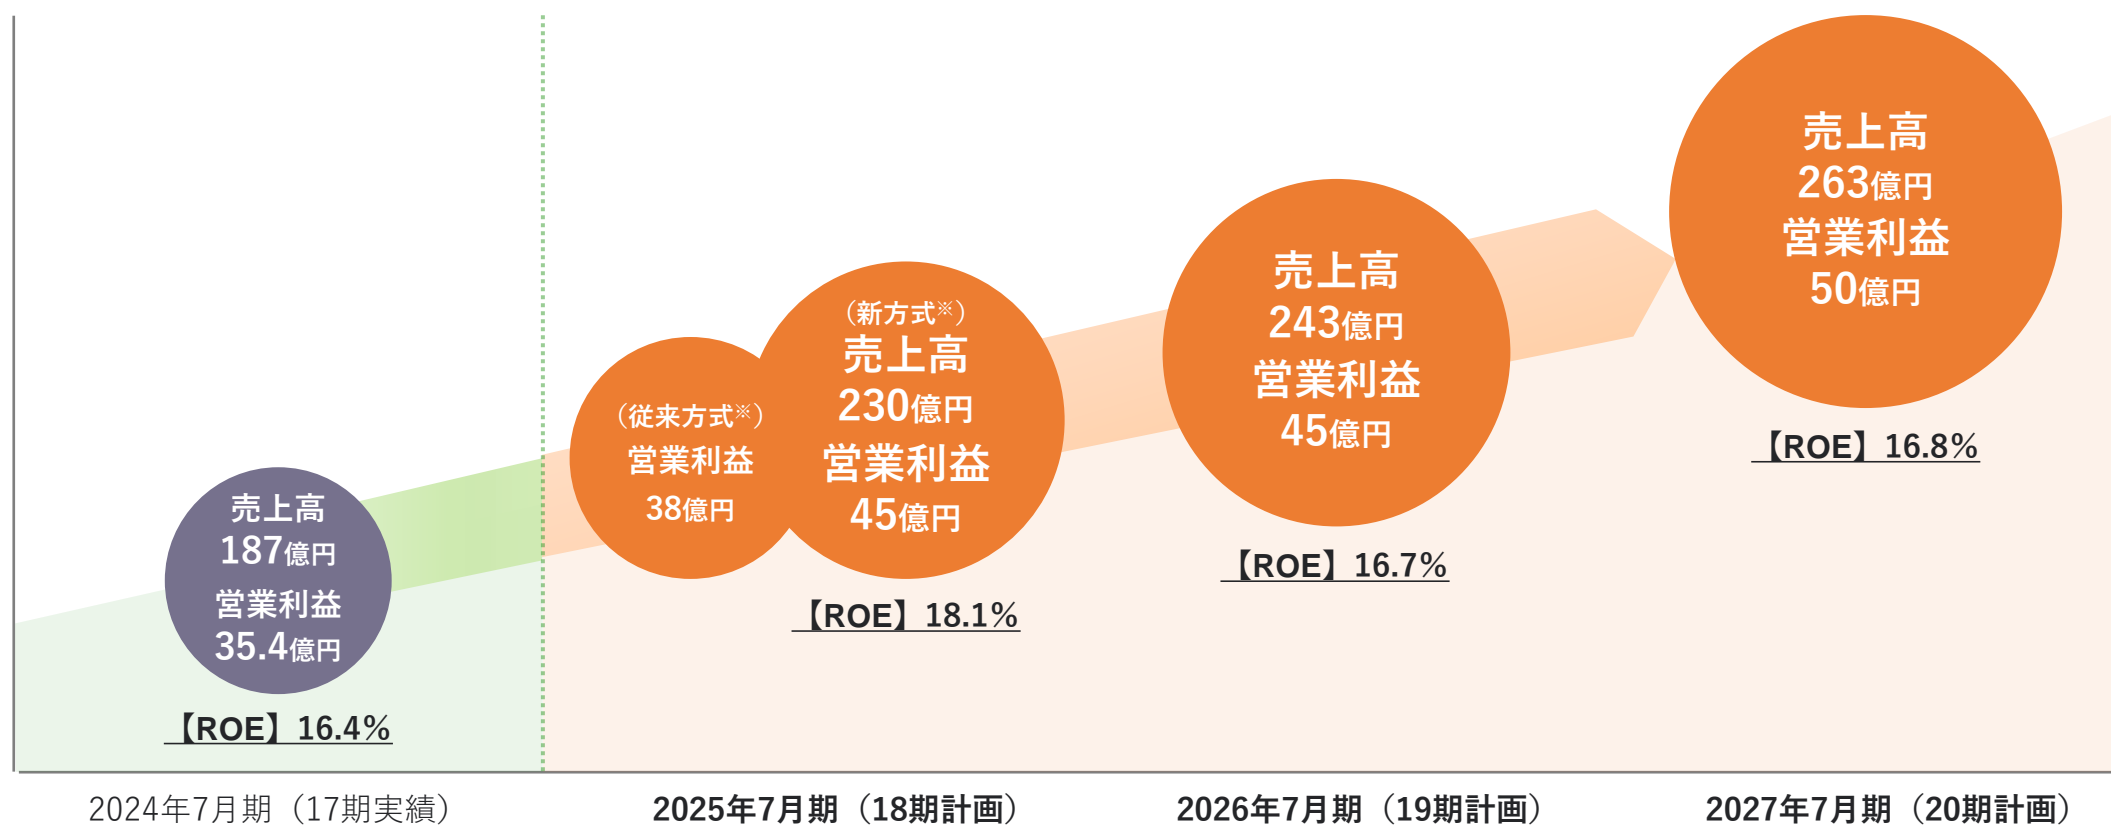 売上高
187億円
営業利益
35.4億円
【ROE】16.4%
2024年7月期（17期実績）
（従来方式※）
営業利益
38億円
（新方式※）
売上高
230億円
営業利益
45億円
【ROE】18.1%
2025年7月期（18期計画）
売上高
243億円
営業利益
45億円
【ROE】16.7%
2026年7月期（19期計画）
売上高
263億円
営業利益
50億円
【ROE】16.8%
2027年7月期（20期計画）